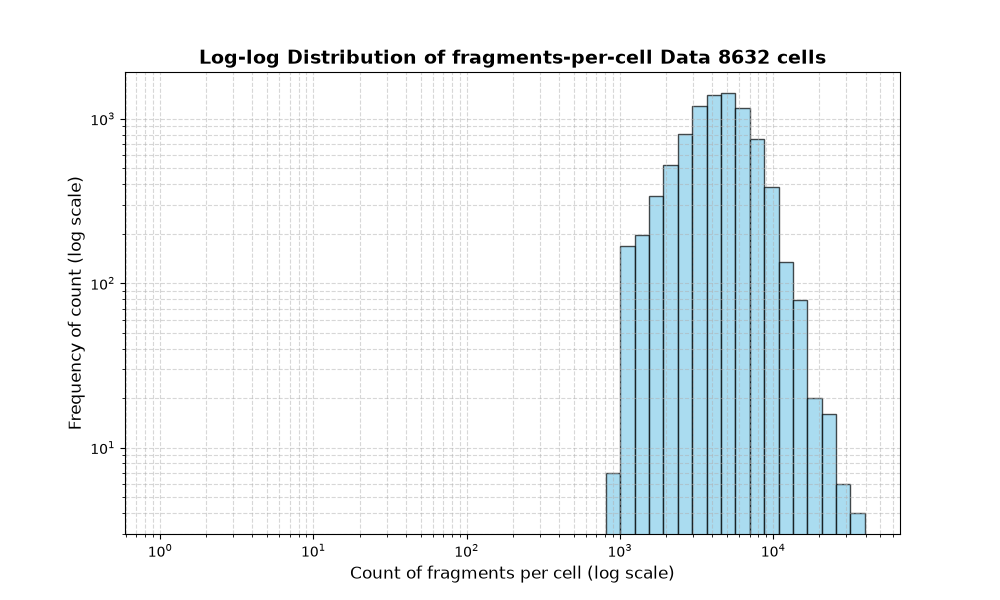 Log-log Distribution of fragments-per-cell Data 8632 cells
Frequency of count (log scale)
10³
10²
10¹
10⁰ 10¹ 10² 10³ 10⁴
Count of fragments per cell (log scale)